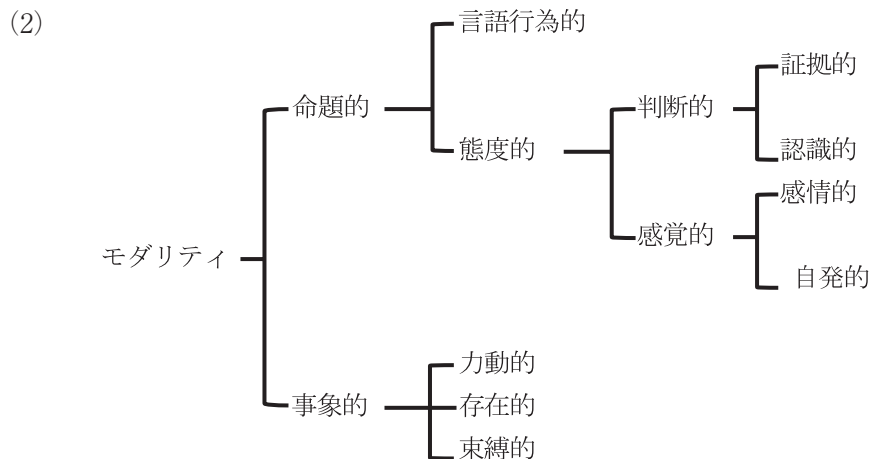 (2)
言語行為的
証拠的
命題的
判断的
態度的
認識的
感情的
感覚的
モダリティ
自発的
力動的
事象的
存在的
束縛的